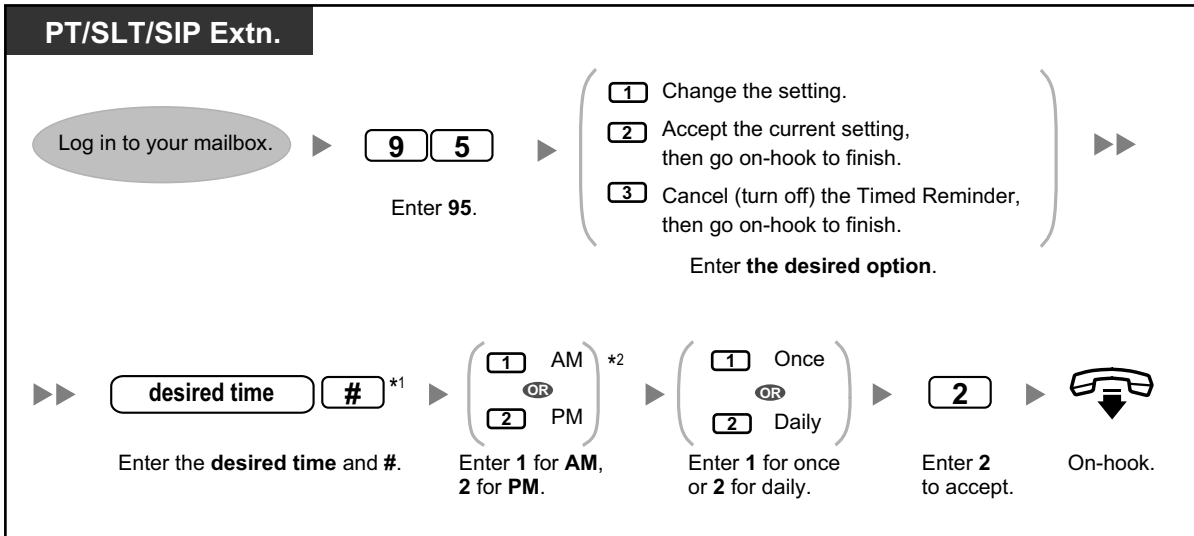 PT/SLT/SIP Extn.
Log in to your mailbox.
9 5
Enter 95.
1 Change the setting.
2 Accept the current setting,
then go on-hook to finish.
3 Cancel (turn off) the Timed Reminder,
then go on-hook to finish.
Enter the desired option.
desired time # *1
Enter the desired time and #.
1 AM *2
OR
2 PM
Enter 1 for AM,
2 for PM.
1 Once
OR
2 Daily
Enter 1 for once
or 2 for daily.
2
Enter 2
to accept.
On-hook.